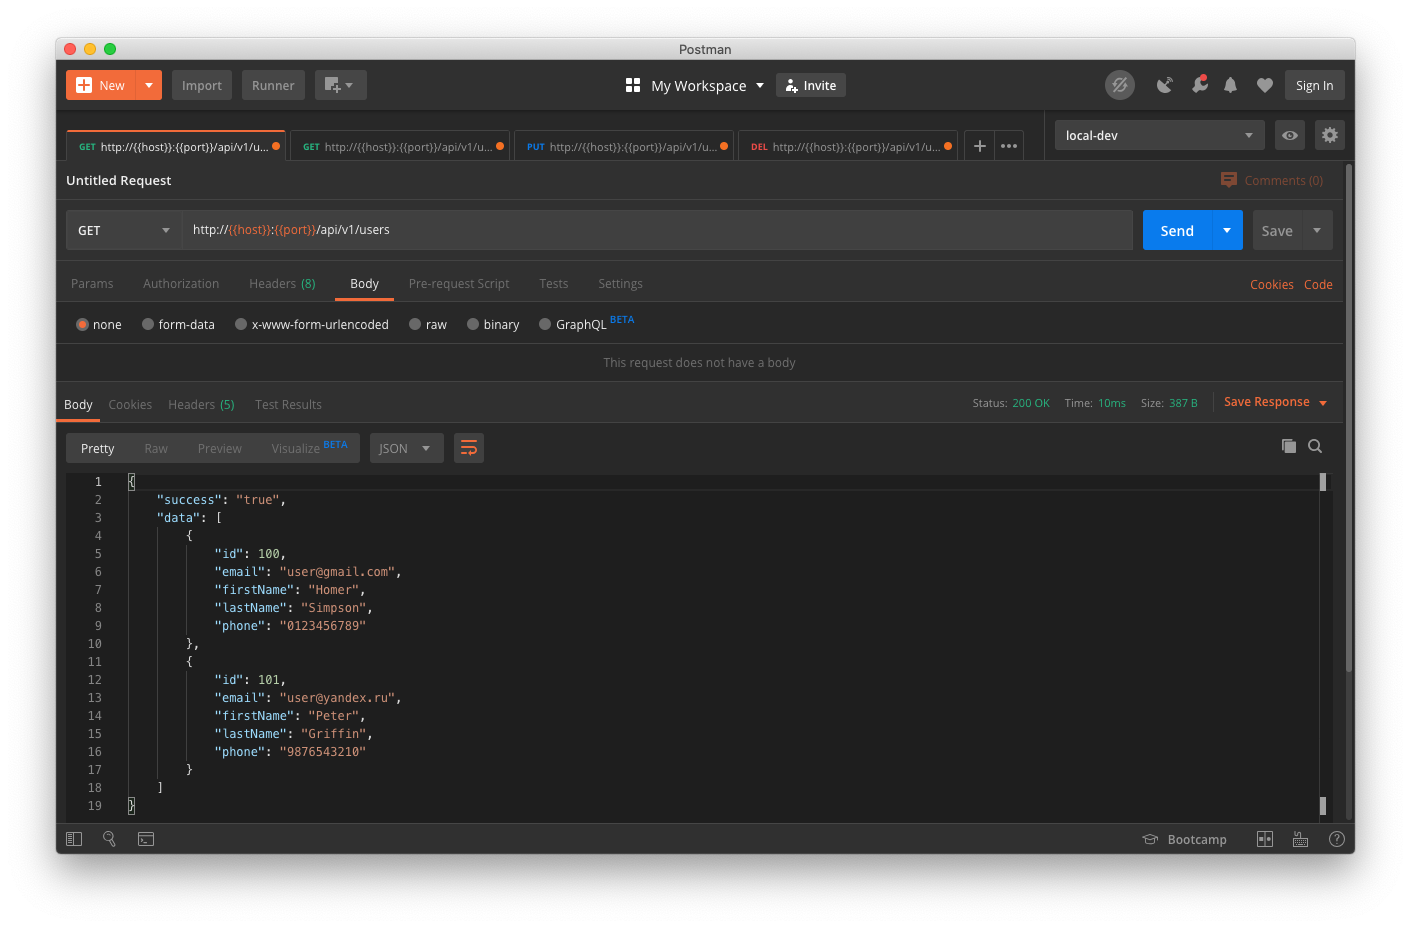 Postman
New Import Runner My Workspace Invite Sign In
GET http://{{host}}:{{port}}/api/v1/u... GET http://{{host}}:{{port}}/api/v1/u... PUT http://{{host}}:{{port}}/api/v1/u... DEL http://{{host}}:{{port}}/api/v1/u... + ••• local-dev
Untitled Request Comments (0)
GET http://{{host}}:{{port}}/api/v1/users Send Save
Params Authorization Headers (8) Body Pre-request Script Tests Settings Cookies Code
none form-data x-www-form-urlencoded raw binary GraphQL BETA
This request does not have a body
Body Cookies Headers (5) Test Results Status: 200 OK Time: 10ms Size: 387 B Save Response
Pretty Raw Preview Visualize BETA JSON
1 {
2 "success": "true",
3 "data": [
4 {
5 "id": 100,
6 "email": "user@gmail.com",
7 "firstName": "Homer",
8 "lastName": "Simpson",
9 "phone": "0123456789"
10 },
11 {
12 "id": 101,
13 "email": "user@yandex.ru",
14 "firstName": "Peter",
15 "lastName": "Griffin",
16 "phone": "9876543210"
17 }
18 ]
19 }
Bootcamp ?